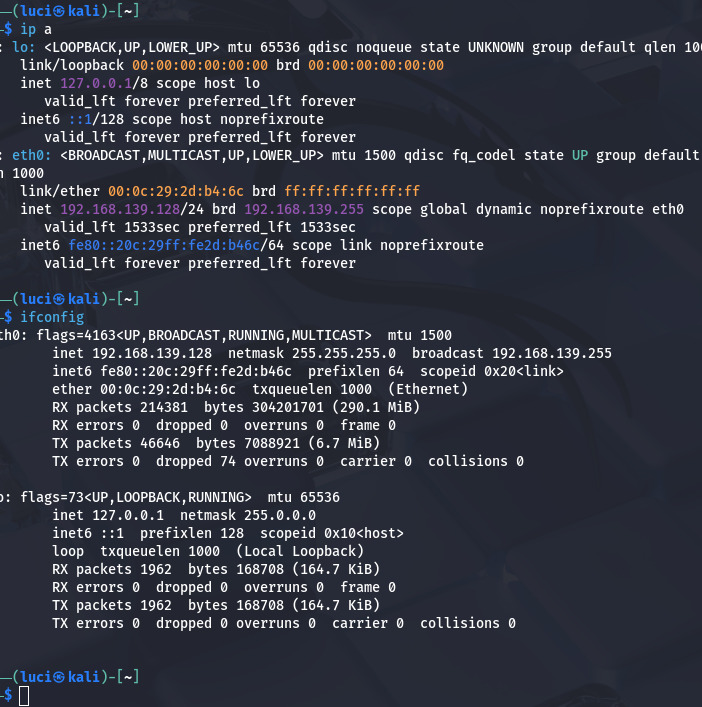 —(luci㉿kali)-[~]
-$ ip a
: lo: <LOOPBACK,UP,LOWER_UP> mtu 65536 qdisc noqueue state UNKNOWN group default qlen 100
link/loopback 00:00:00:00:00:00 brd 00:00:00:00:00:00
inet 127.0.0.1/8 scope host lo
valid_lft forever preferred_lft forever
inet6 ::1/128 scope host noprefixroute
valid_lft forever preferred_lft forever
: eth0: <BROADCAST,MULTICAST,UP,LOWER_UP> mtu 1500 qdisc fq_codel state UP group default
n 1000
link/ether 00:0c:29:2d:b4:6c brd ff:ff:ff:ff:ff:ff
inet 192.168.139.128/24 brd 192.168.139.255 scope global dynamic noprefixroute eth0
valid_lft 1533sec preferred_lft 1533sec
inet6 fe80::20c:29ff:fe2d:b46c/64 scope link noprefixroute
valid_lft forever preferred_lft forever
—(luci㉿kali)-[~]
-$ ifconfig
th0: flags=4163<UP,BROADCAST,RUNNING,MULTICAST>  mtu 1500
inet 192.168.139.128  netmask 255.255.255.0  broadcast 192.168.139.255
inet6 fe80::20c:29ff:fe2d:b46c  prefixlen 64  scopeid 0x20<link>
ether 00:0c:29:2d:b4:6c  txqueuelen 1000  (Ethernet)
RX packets 214381  bytes 304201701 (290.1 MiB)
RX errors 0  dropped 0  overruns 0  frame 0
TX packets 46646  bytes 7088921 (6.7 MiB)
TX errors 0  dropped 74 overruns 0  carrier 0  collisions 0
o: flags=73<UP,LOOPBACK,RUNNING>  mtu 65536
inet 127.0.0.1  netmask 255.0.0.0
inet6 ::1  prefixlen 128  scopeid 0x10<host>
loop  txqueuelen 1000  (Local Loopback)
RX packets 1962  bytes 168708 (164.7 KiB)
RX errors 0  dropped 0  overruns 0  frame 0
TX packets 1962  bytes 168708 (164.7 KiB)
TX errors 0  dropped 0 overruns 0  carrier 0  collisions 0
—(luci㉿kali)-[~]
-$